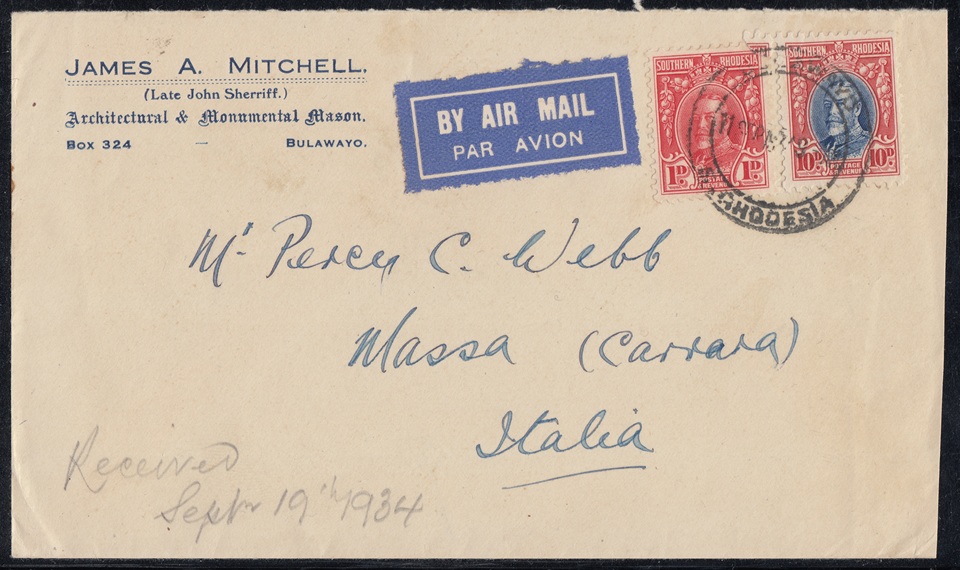 JAMES A. MITCHELL.
(Late John Sherriff.)
Architectural & Monumental Mason.
BOX 324 — BULAWAYO.
BY AIR MAIL
PAR AVION
SOUTHERN RHODESIA
1D 1D
POSTAGE & REVENUE
SOUTHERN RHODESIA
10D 10D
POSTAGE & REVENUE
RHODESIA
Mr Percy C. Webb
Massa (Carrara)
Italia
Received
Septr 19th 1934